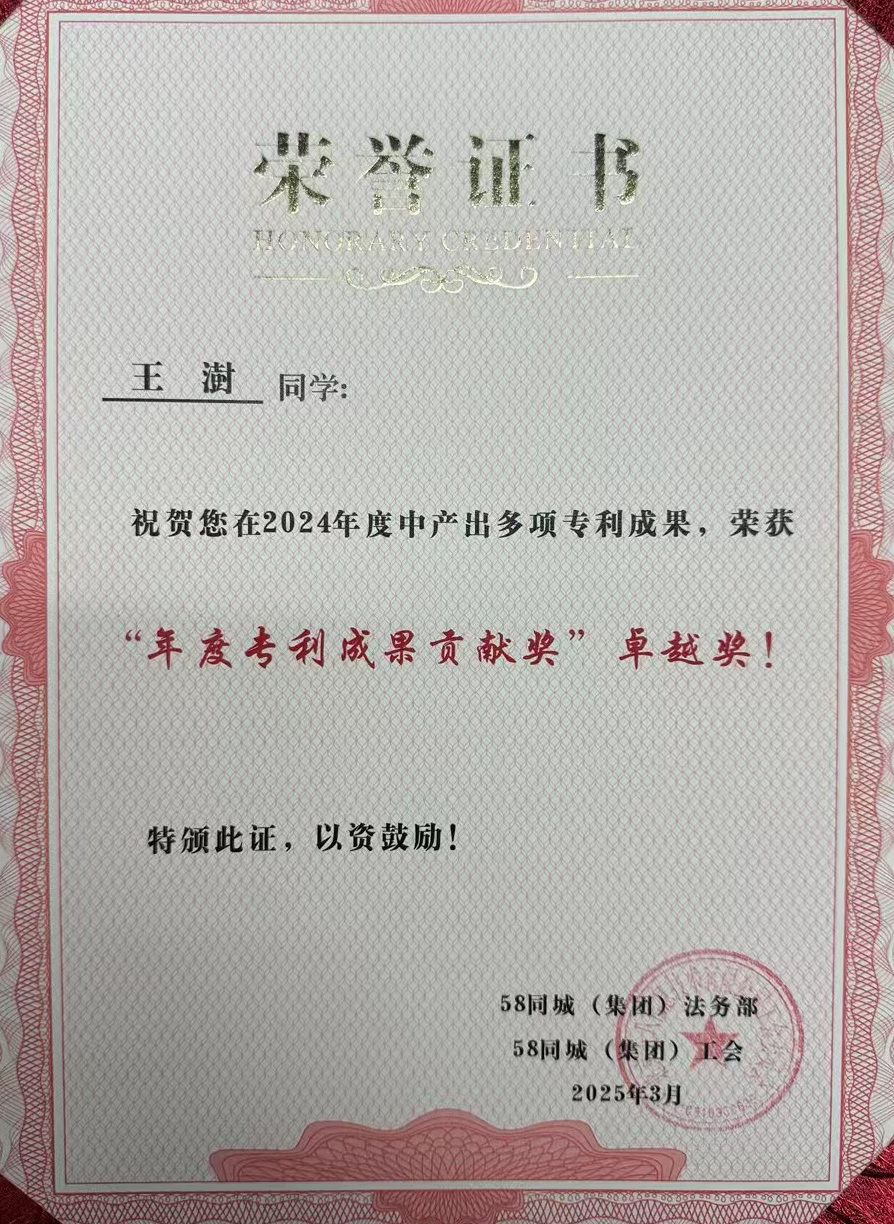 荣誉证书
HONORARY CREDENTIAL
王 澍 同学:
祝贺您在2024年度中产出多项专利成果，荣获
“年度专利成果贡献奖”卓越奖！
特颁此证，以资鼓励！
58同城（集团）法务部
58同城（集团）工会
2025年3月